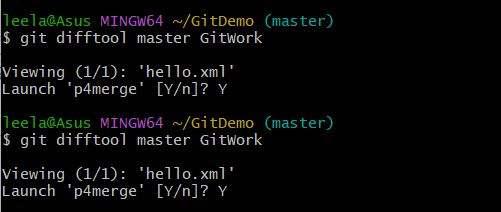 leela@Asus MINGW64 ~/GitDemo (master)
$ git difftool master GitWork
Viewing (1/1): 'hello.xml'
Launch 'p4merge' [Y/n]? Y
leela@Asus MINGW64 ~/GitDemo (master)
$ git difftool master GitWork
Viewing (1/1): 'hello.xml'
Launch 'p4merge' [Y/n]? Y